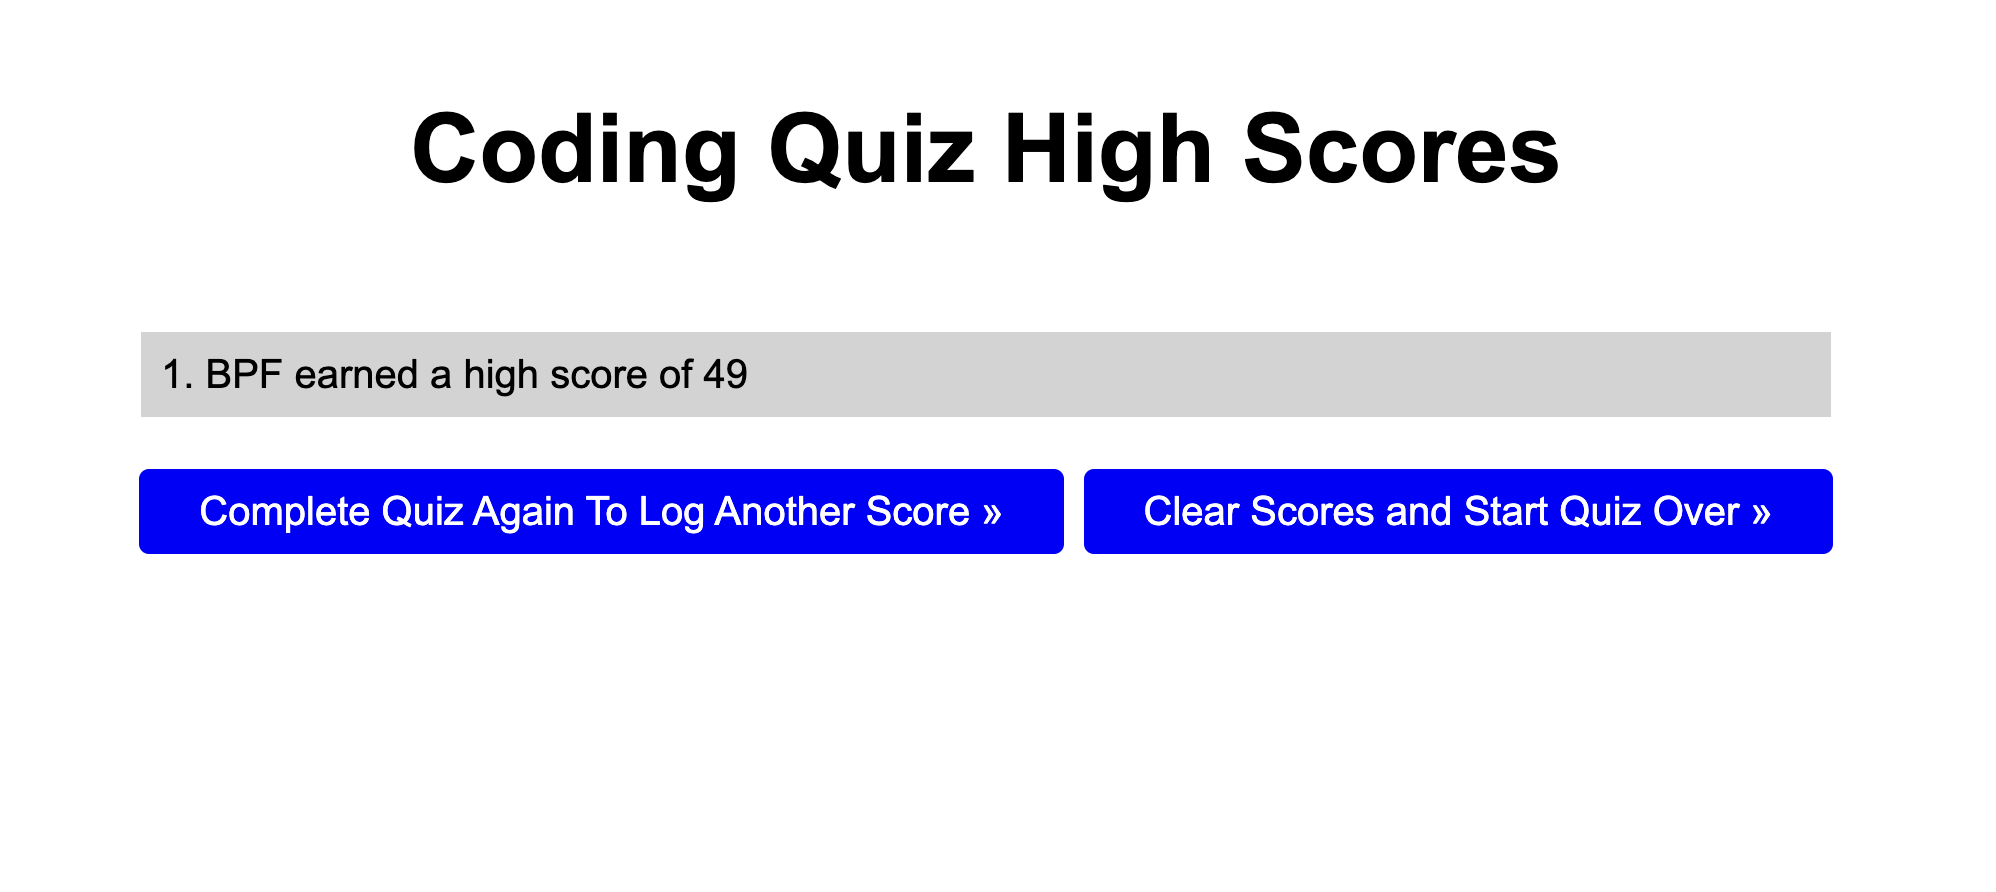 Coding Quiz High Scores
1. BPF earned a high score of 49
Complete Quiz Again To Log Another Score »
Clear Scores and Start Quiz Over »